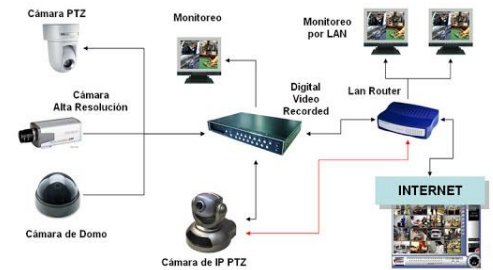 Cámara PTZ
Monitoreo
Monitoreo
por LAN
Cámara
Alta Resolución
Digital
Video
Recorded
Lan Router
INTERNET
Cámara de Domo
Cámara de IP PTZ